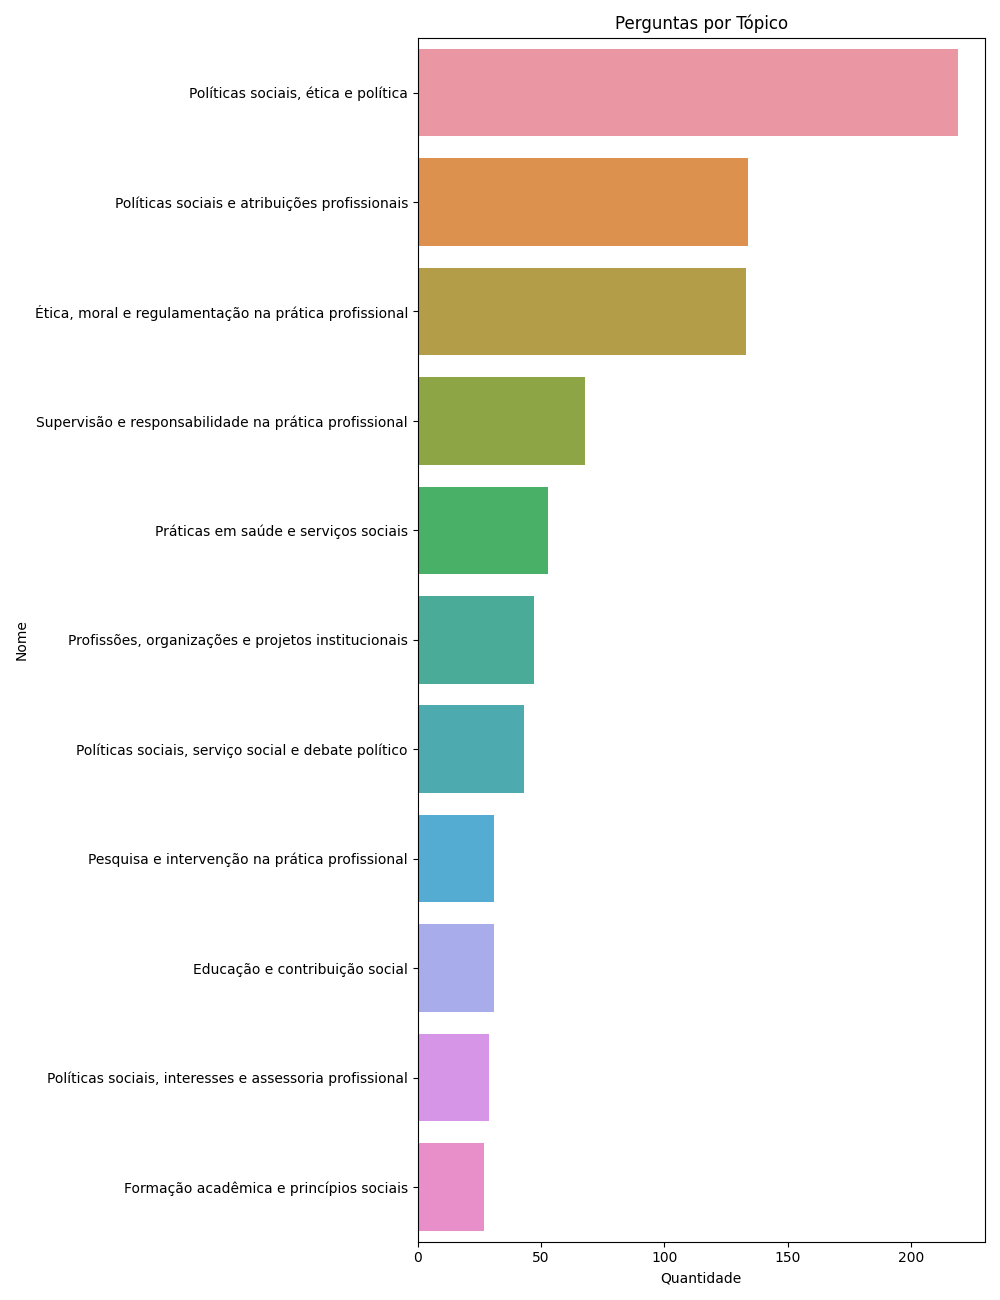 Perguntas por Tópico
Políticas sociais, ética e política
Políticas sociais e atribuições profissionais
Ética, moral e regulamentação na prática profissional
Supervisão e responsabilidade na prática profissional
Práticas em saúde e serviços sociais
Profissões, organizações e projetos institucionais
Nome
Políticas sociais, serviço social e debate político
Pesquisa e intervenção na prática profissional
Educação e contribuição social
Políticas sociais, interesses e assessoria profissional
Formação acadêmica e princípios sociais
0 50 100 150 200
Quantidade